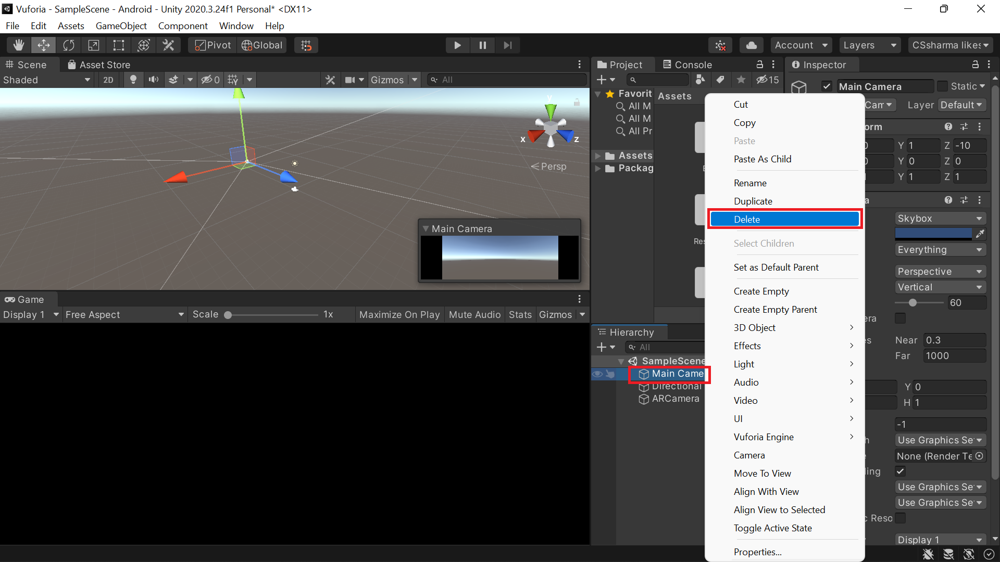 Vuforia - SampleScene - Android - Unity 2020.3.24f1 Personal* <DX11>
File Edit Assets GameObject Component Window Help
Pivot Global Account Layers CSsharma likes
Scene Asset Store Project Console Inspector
Shaded 2D 0 Gizmos All 15 Main Camera Static
Favorit Assets
All M
All M
All Pr
Assets
Packag
y x z
Persp
Main Camera
Cut
Copy
Paste
Paste As Child
Rename
Duplicate
Delete
Select Children
Set as Default Parent
Create Empty
Create Empty Parent
3D Object
Effects
Light
Audio
Video
UI
Vuforia Engine
Camera
Move To View
Align With View
Align View to Selected
Toggle Active State
Properties...
Layer Default
orm
Y 1 Z -10
Y 0 Z 0
Y 1 Z 1
Skybox
Everything
Perspective
Vertical
60
era
Near 0.3
Far 1000
Y 0
H 1
-1
Use Graphics Se
None (Render Te
ling
Use Graphics Se
Use Graphics Se
c Reso
Display 1
Game
Display 1 Free Aspect Scale 1x Maximize On Play Mute Audio Stats Gizmos
Res
Hierarchy
All
SampleScene
Main Came
Directional
ARCamera